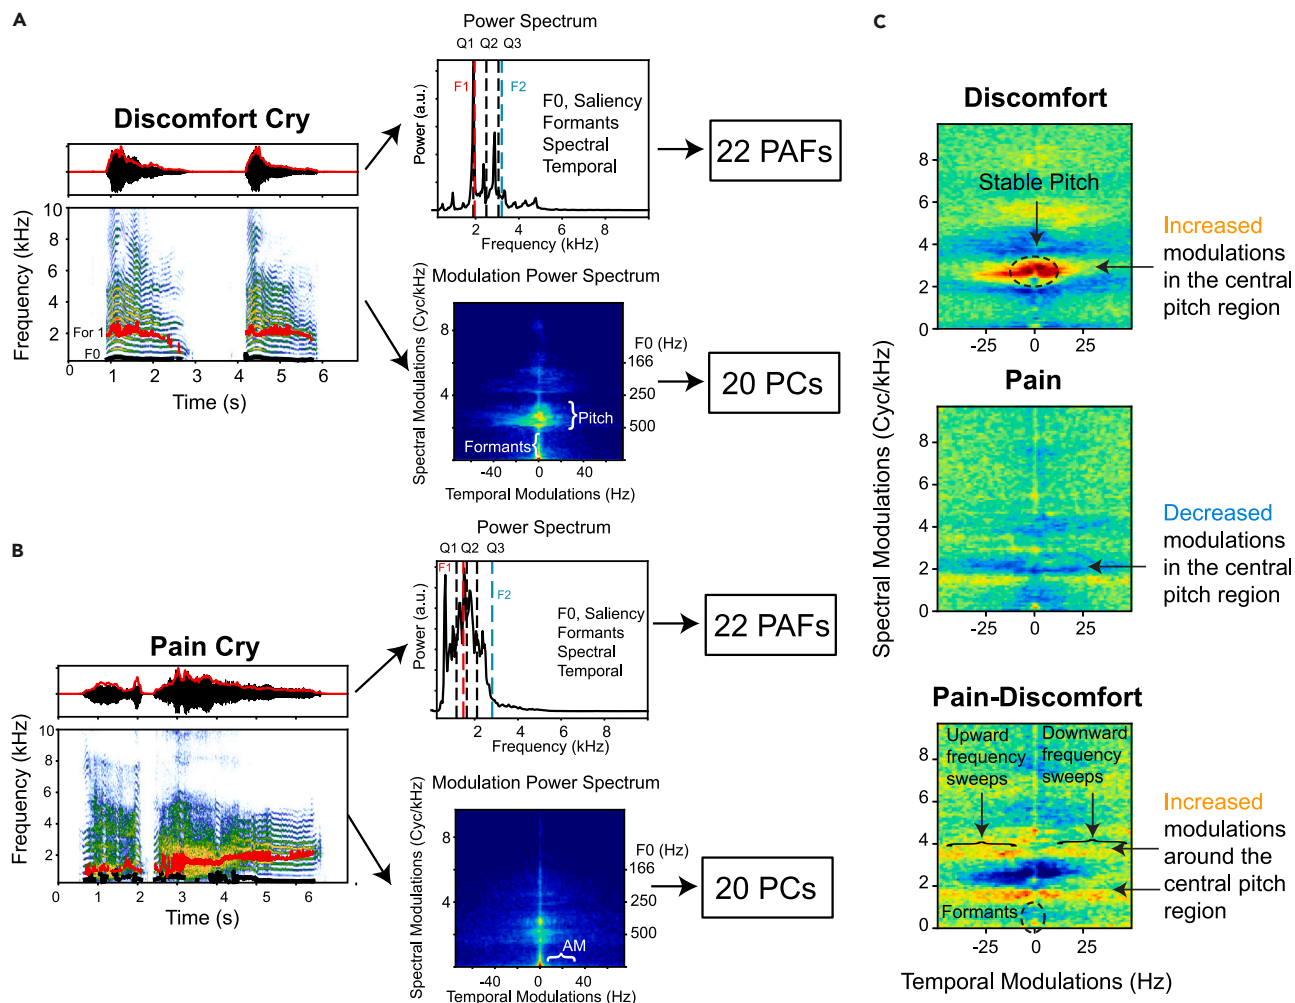 A
Discomfort Cry
Frequency (kHz)
10
8
6
4
2
For 1
F0
0
1
2
3
4
5
6
Time (s)
Power Spectrum
Q1
Q2
Q3
F1
F2
Power (a.u.)
F0, Saliency
Formants
Spectral
Temporal
2
4
6
8
Frequency (kHz)
22 PAFs
Modulation Power Spectrum
Spectral Modulations (Cyc/kHz)
8
4
F0 (Hz)
166
250
500
Pitch
Formants
-40
0
40
Temporal Modulations (Hz)
20 PCs
B
Pain Cry
Frequency (kHz)
10
8
6
4
2
0
1
2
3
4
5
6
Time (s)
Power Spectrum
Q1
Q2
Q3
F1
F2
Power (a.u.)
F0, Saliency
Formants
Spectral
Temporal
2
4
6
8
Frequency (kHz)
22 PAFs
Modulation Power Spectrum
Spectral Modulations (Cyc/kHz)
8
4
F0 (Hz)
166
250
500
AM
-40
0
40
Temporal Modulations (Hz)
20 PCs
C
Discomfort
8
6
4
2
0
Stable Pitch
-25
0
25
Increased
modulations
in the central
pitch region
Pain
Spectral Modulations (Cyc/kHz)
8
6
4
2
0
-25
0
25
Decreased
modulations
in the central
pitch region
Pain-Discomfort
8
6
4
2
0
Upward
frequency
sweeps
Downward
frequency
sweeps
Formants
-25
0
25
Increased
modulations
around the
central pitch
region
Temporal Modulations (Hz)